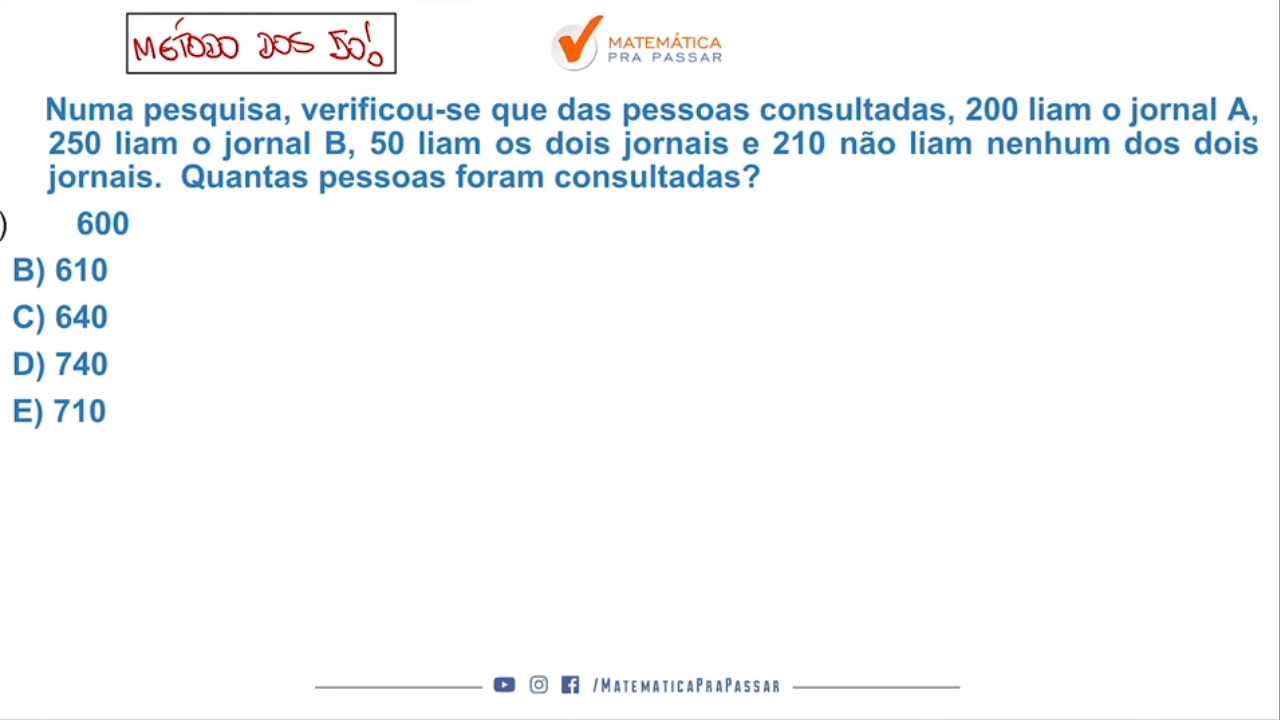 MÉTODO DOS 50!
MATEMÁTICA
PRA PASSAR
Numa pesquisa, verificou-se que das pessoas consultadas, 200 liam o jornal A,
250 liam o jornal B, 50 liam os dois jornais e 210 não liam nenhum dos dois
jornais. Quantas pessoas foram consultadas?
) 600
B) 610
C) 640
D) 740
E) 710
/MATEMATICAPRAPASSAR